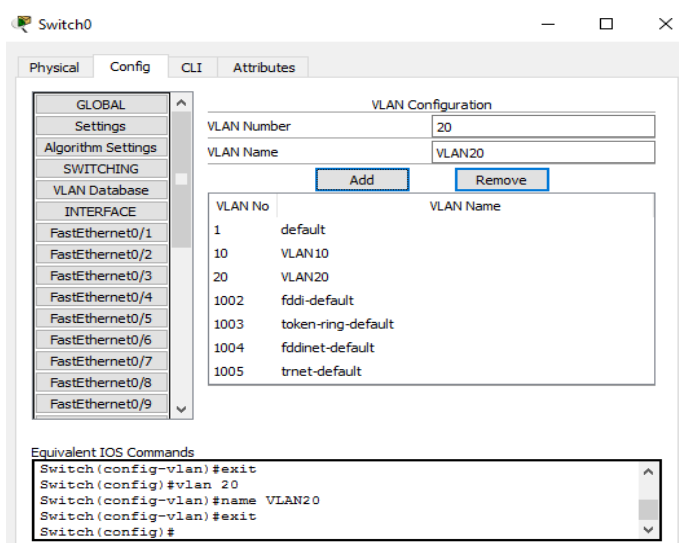 Switch0
Physical Config CLI Attributes
GLOBAL
Settings
Algorithm Settings
SWITCHING
VLAN Database
INTERFACE
FastEthernet0/1
FastEthernet0/2
FastEthernet0/3
FastEthernet0/4
FastEthernet0/5
FastEthernet0/6
FastEthernet0/7
FastEthernet0/8
FastEthernet0/9
VLAN Configuration
VLAN Number 20
VLAN Name VLAN20
Add Remove
VLAN No VLAN Name
1 default
10 VLAN10
20 VLAN20
1002 fddi-default
1003 token-ring-default
1004 fddinet-default
1005 trnet-default
Equivalent IOS Commands
Switch(config-vlan)#exit
Switch(config)#vlan 20
Switch(config-vlan)#name VLAN20
Switch(config-vlan)#exit
Switch(config)#